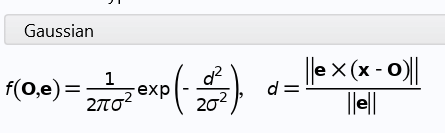 Gaussian
f(O,e) = 1/(2πσ²) exp(- d²/(2σ²)), d = ||e × (x - O)|| / ||e||